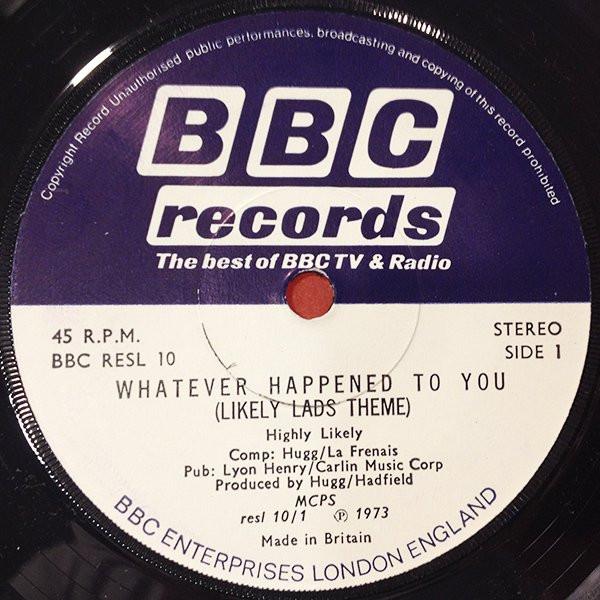 Copyright Record Unauthorised public performances, broadcasting and copying of this record prohibited
BBC
records
The best of BBC TV & Radio
45 R.P.M.
BBC RESL 10
STEREO
SIDE 1
WHATEVER HAPPENED TO YOU
(LIKELY LADS THEME)
Highly Likely
Comp: Hugg/La Frenais
Pub: Lyon Henry/Carlin Music Corp
Produced by Hugg/Hadfield
MCPS
resl 10/1 Ⓟ 1973
Made in Britain
BBC ENTERPRISES LONDON ENGLAND